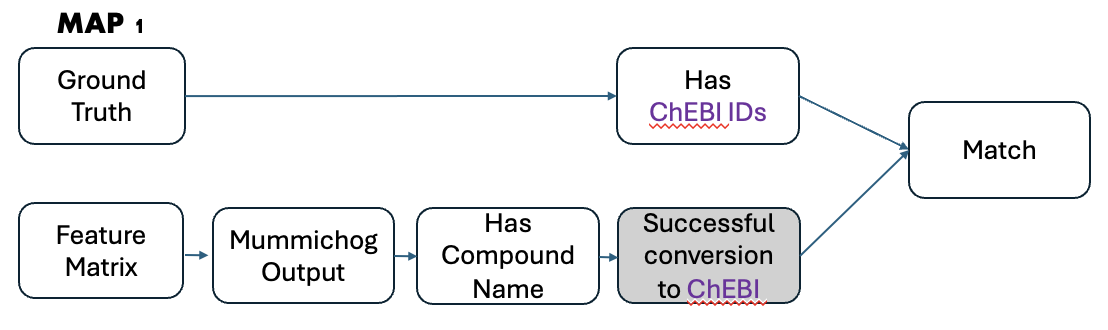 MAP 1
Ground
Truth
Has
ChEBI IDs
Match
Feature
Matrix
Mummichog
Output
Has
Compound
Name
Successful
conversion
to ChEBI